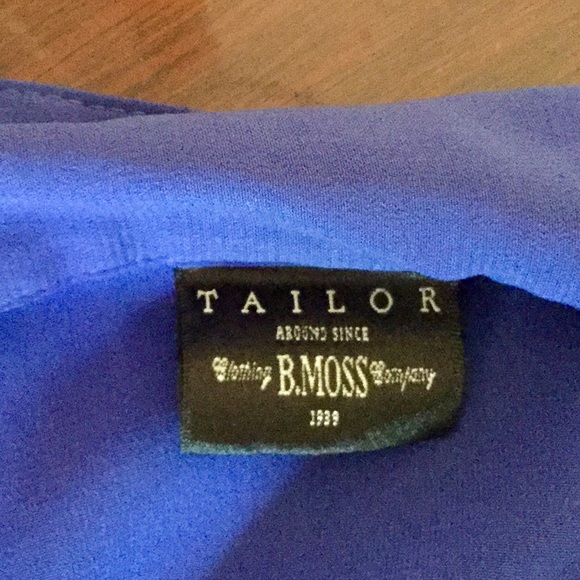 TAILOR
AROUND SINCE
Clothing B.MOSS Company
1939